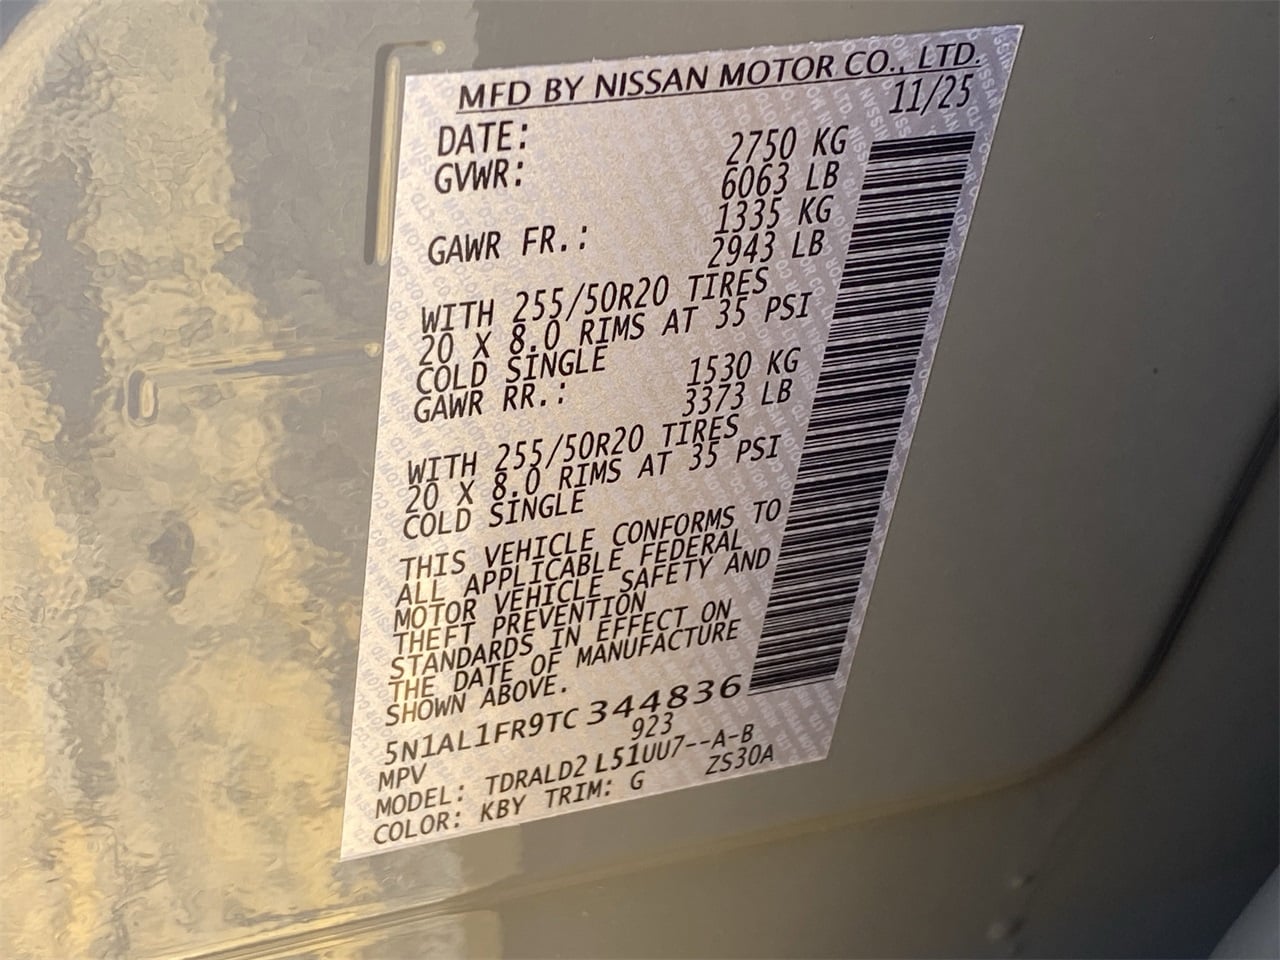 MFD BY NISSAN MOTOR CO., LTD.
DATE: 11/25
GVWR: 2750 KG
6063 LB
GAWR FR.: 1335 KG
2943 LB
WITH 255/50R20 TIRES
20 X 8.0 RIMS AT 35 PSI
COLD SINGLE
GAWR RR.: 1530 KG
3373 LB
WITH 255/50R20 TIRES
20 X 8.0 RIMS AT 35 PSI
COLD SINGLE
THIS VEHICLE CONFORMS TO
ALL APPLICABLE FEDERAL
MOTOR VEHICLE SAFETY AND
THEFT PREVENTION
STANDARDS IN EFFECT ON
THE DATE OF MANUFACTURE
SHOWN ABOVE.
5N1AL1FR9TC344836
MPV 923
MODEL: TDRALD2 L51UU7--A-B
COLOR: KBY TRIM: G ZS30A